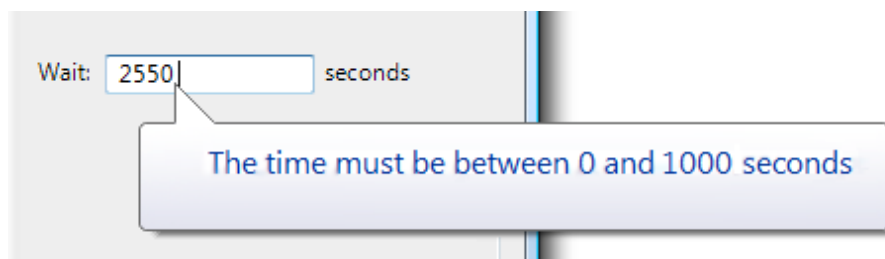 Wait: 2550 seconds
The time must be between 0 and 1000 seconds